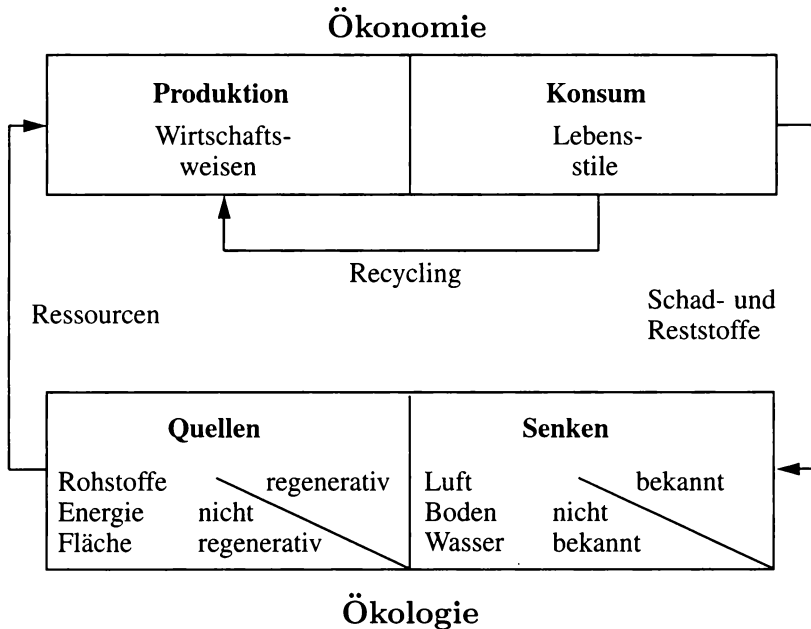 Ökonomie
Produktion
Wirtschafts-
weisen
Konsum
Lebens-
stile
Recycling
Ressourcen
Schad- und
Reststoffe
Quellen
Rohstoffe regenerativ
Energie nicht
Fläche regenerativ
Senken
Luft bekannt
Boden nicht
Wasser bekannt
Ökologie